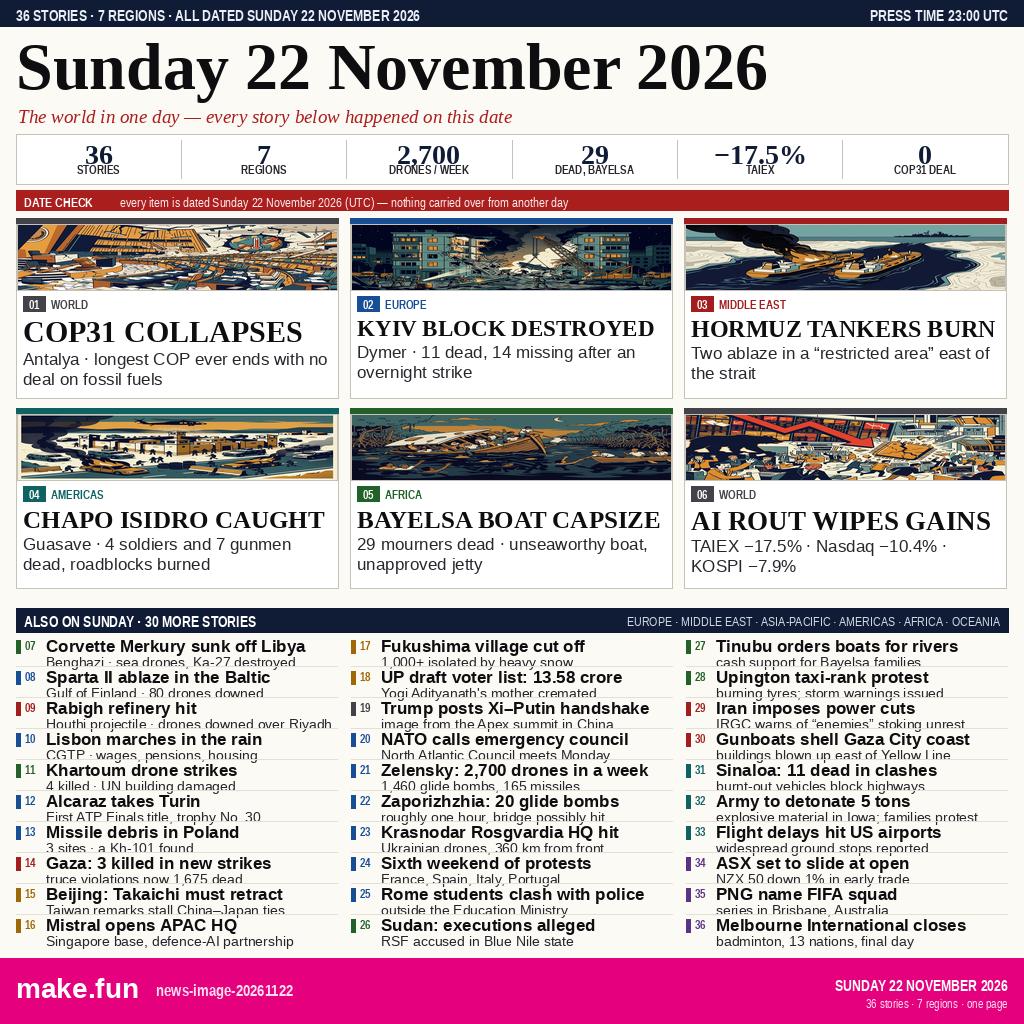 36 STORIES · 7 REGIONS · ALL DATED SUNDAY 22 NOVEMBER 2026
PRESS TIME 23:00 UTC
Sunday 22 November 2026
The world in one day — every story below happened on this date
36
STORIES
7
REGIONS
2,700
DRONES / WEEK
29
DEAD, BAYELSA
−17.5%
TAIEX
0
COP31 DEAL
DATE CHECK every item is dated Sunday 22 November 2026 (UTC) — nothing carried over from another day
01 WORLD
COP31 COLLAPSES
Antalya · longest COP ever ends with no
deal on fossil fuels
02 EUROPE
KYIV BLOCK DESTROYED
Dymer · 11 dead, 14 missing after an
overnight strike
03 MIDDLE EAST
HORMUZ TANKERS BURN
Two ablaze in a “restricted area” east of
the strait
04 AMERICAS
CHAPO ISIDRO CAUGHT
Guasave · 4 soldiers and 7 gunmen
dead, roadblocks burned
05 AFRICA
BAYELSA BOAT CAPSIZE
29 mourners dead · unseaworthy boat,
unapproved jetty
06 WORLD
AI ROUT WIPES GAINS
TAIEX −17.5% · Nasdaq −10.4% ·
KOSPI −7.9%
ALSO ON SUNDAY · 30 MORE STORIES
EUROPE · MIDDLE EAST · ASIA-PACIFIC · AMERICAS · AFRICA · OCEANIA
07 Corvette Merkury sunk off Libya
Benghazi · sea drones, Ka-27 destroyed
08 Sparta II ablaze in the Baltic
Gulf of Finland · 80 drones downed
09 Rabigh refinery hit
Houthi projectile · drones downed over Riyadh
10 Lisbon marches in the rain
CGTP · wages, pensions, housing
11 Khartoum drone strikes
4 killed · UN building damaged
12 Alcaraz takes Turin
First ATP Finals title, trophy No. 30
13 Missile debris in Poland
3 sites · a Kh-101 found
14 Gaza: 3 killed in new strikes
truce violations now 1,675 dead
15 Beijing: Takaichi must retract
Taiwan remarks stall China–Japan ties
16 Mistral opens APAC HQ
Singapore base, defence-AI partnership
17 Fukushima village cut off
1,000+ isolated by heavy snow
18 UP draft voter list: 13.58 crore
Yogi Adityanath's mother cremated
19 Trump posts Xi–Putin handshake
image from the Apex summit in China
20 NATO calls emergency council
North Atlantic Council meets Monday
21 Zelensky: 2,700 drones in a week
1,460 glide bombs, 165 missiles
22 Zaporizhzhia: 20 glide bombs
roughly one hour, bridge possibly hit
23 Krasnodar Rosgvardia HQ hit
Ukrainian drones, 360 km from front
24 Sixth weekend of protests
France, Spain, Italy, Portugal
25 Rome students clash with police
outside the Education Ministry
26 Sudan: executions alleged
RSF accused in Blue Nile state
27 Tinubu orders boats for rivers
cash support for Bayelsa families
28 Upington taxi-rank protest
burning tyres; storm warnings issued
29 Iran imposes power cuts
IRGC warns of “enemies” stoking unrest
30 Gunboats shell Gaza City coast
buildings blown up east of Yellow Line
31 Sinaloa: 11 dead in clashes
burnt-out vehicles block highways
32 Army to detonate 5 tons
explosive material in Iowa; families protest
33 Flight delays hit US airports
widespread ground stops reported
34 ASX set to slide at open
NZX 50 down 1% in early trade
35 PNG name FIFA squad
series in Brisbane, Australia
36 Melbourne International closes
badminton, 13 nations, final day
make.fun news-image-20261122
SUNDAY 22 NOVEMBER 2026
36 stories · 7 regions · one page